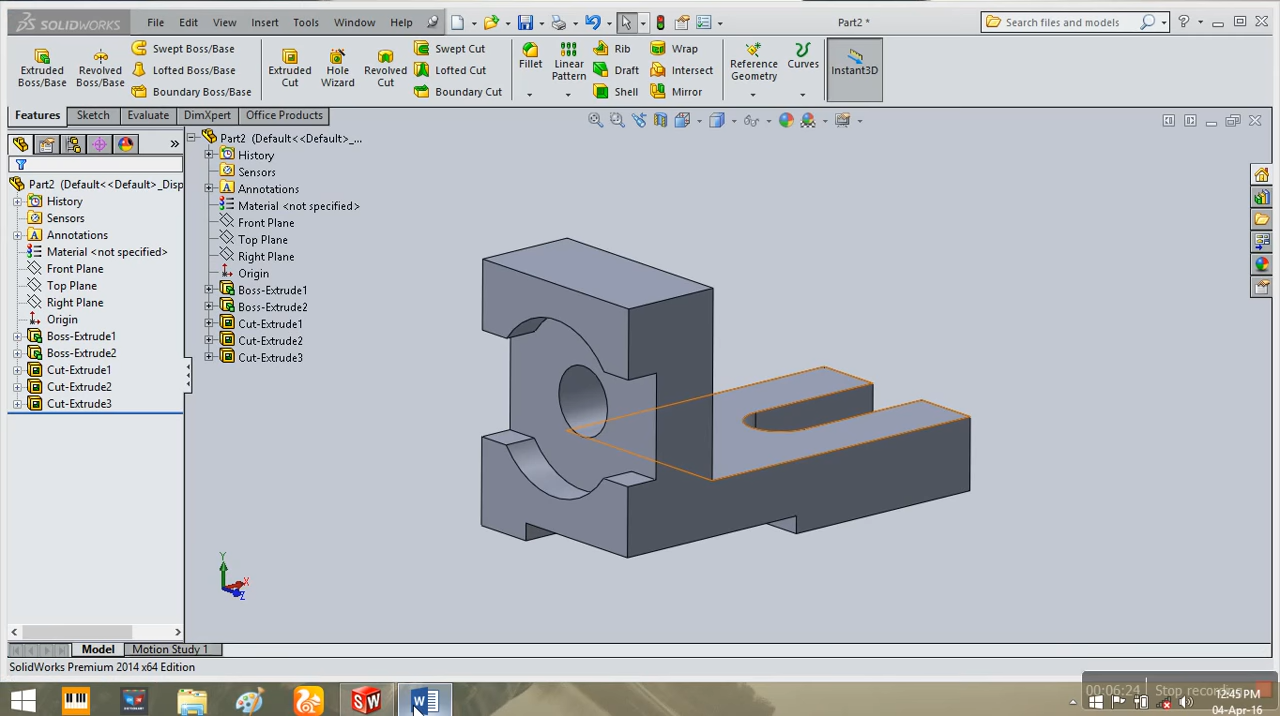 SOLIDWORKS File Edit View Insert Tools Window Help Part2 * Search files and models ?
Extruded Boss/Base
Revolved Boss/Base
Swept Boss/Base
Lofted Boss/Base
Boundary Boss/Base
Extruded Cut
Hole Wizard
Revolved Cut
Swept Cut
Lofted Cut
Boundary Cut
Fillet
Linear Pattern
Rib
Draft
Shell
Wrap
Intersect
Mirror
Reference Geometry
Curves
Instant3D
Features Sketch Evaluate DimXpert Office Products
»
Part2 (Default<<Default>_Disp
History
Sensors
Annotations
Material <not specified>
Front Plane
Top Plane
Right Plane
Origin
Boss-Extrude1
Boss-Extrude2
Cut-Extrude1
Cut-Extrude2
Cut-Extrude3
Part2 (Default<<Default>_...
History
Sensors
Annotations
Material <not specified>
Front Plane
Top Plane
Right Plane
Origin
Boss-Extrude1
Boss-Extrude2
Cut-Extrude1
Cut-Extrude2
Cut-Extrude3
Y
X
Z
Model Motion Study 1
SolidWorks Premium 2014 x64 Edition
00:06:24 Stop recording
12:45 PM
04-Apr-16